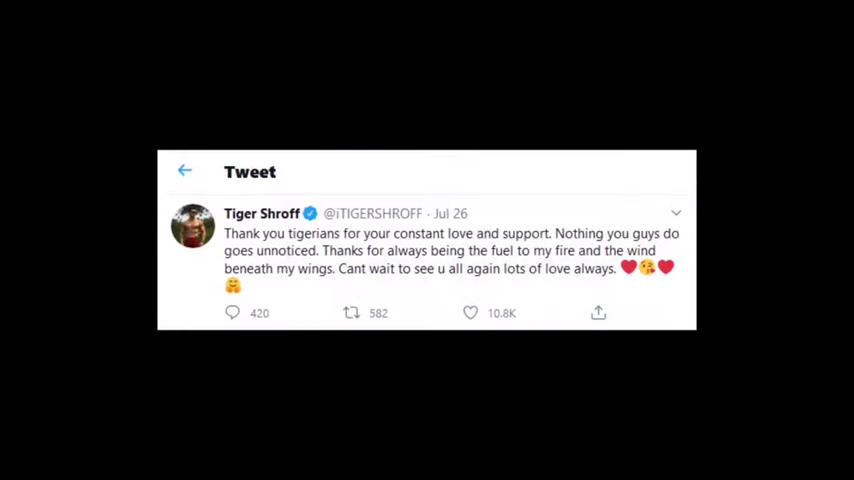 Tweet
Tiger Shroff @iTIGERSHROFF · Jul 26
Thank you tigerians for your constant love and support. Nothing you guys do
goes unnoticed. Thanks for always being the fuel to my fire and the wind
beneath my wings. Cant wait to see u all again lots of love always. ❤️😘❤️
🤗
420 582 10.8K